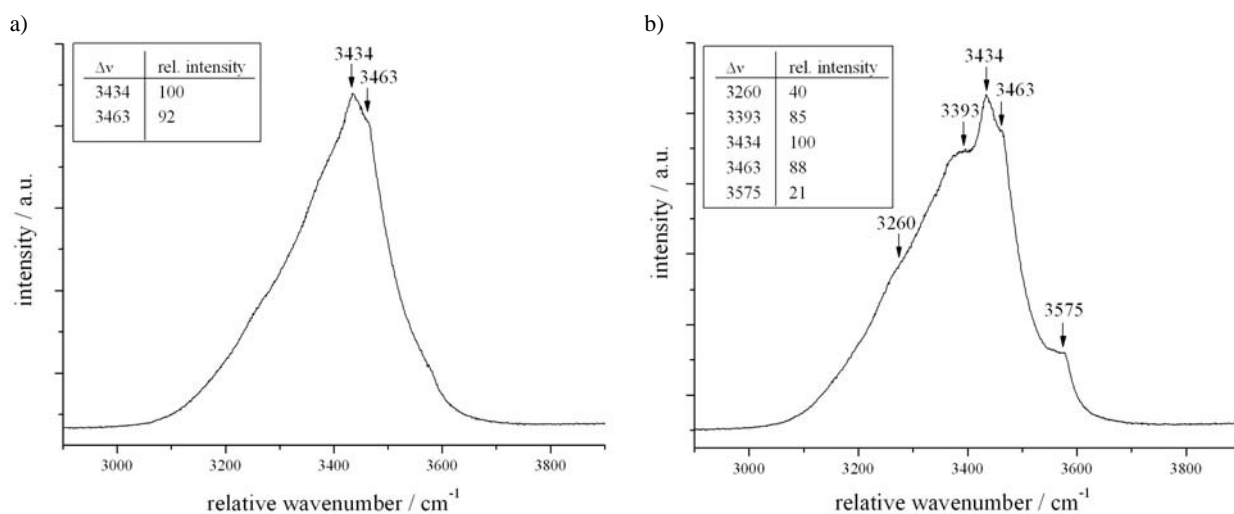 a)
Δν rel. intensity
3434 100
3463 92
3434
3463
intensity / a.u.
3000 3200 3400 3600 3800
relative wavenumber / cm⁻¹
b)
Δν rel. intensity
3260 40
3393 85
3434 100
3463 88
3575 21
3434
3463
3393
3260
3575
intensity / a.u.
3000 3200 3400 3600 3800
relative wavenumber / cm⁻¹